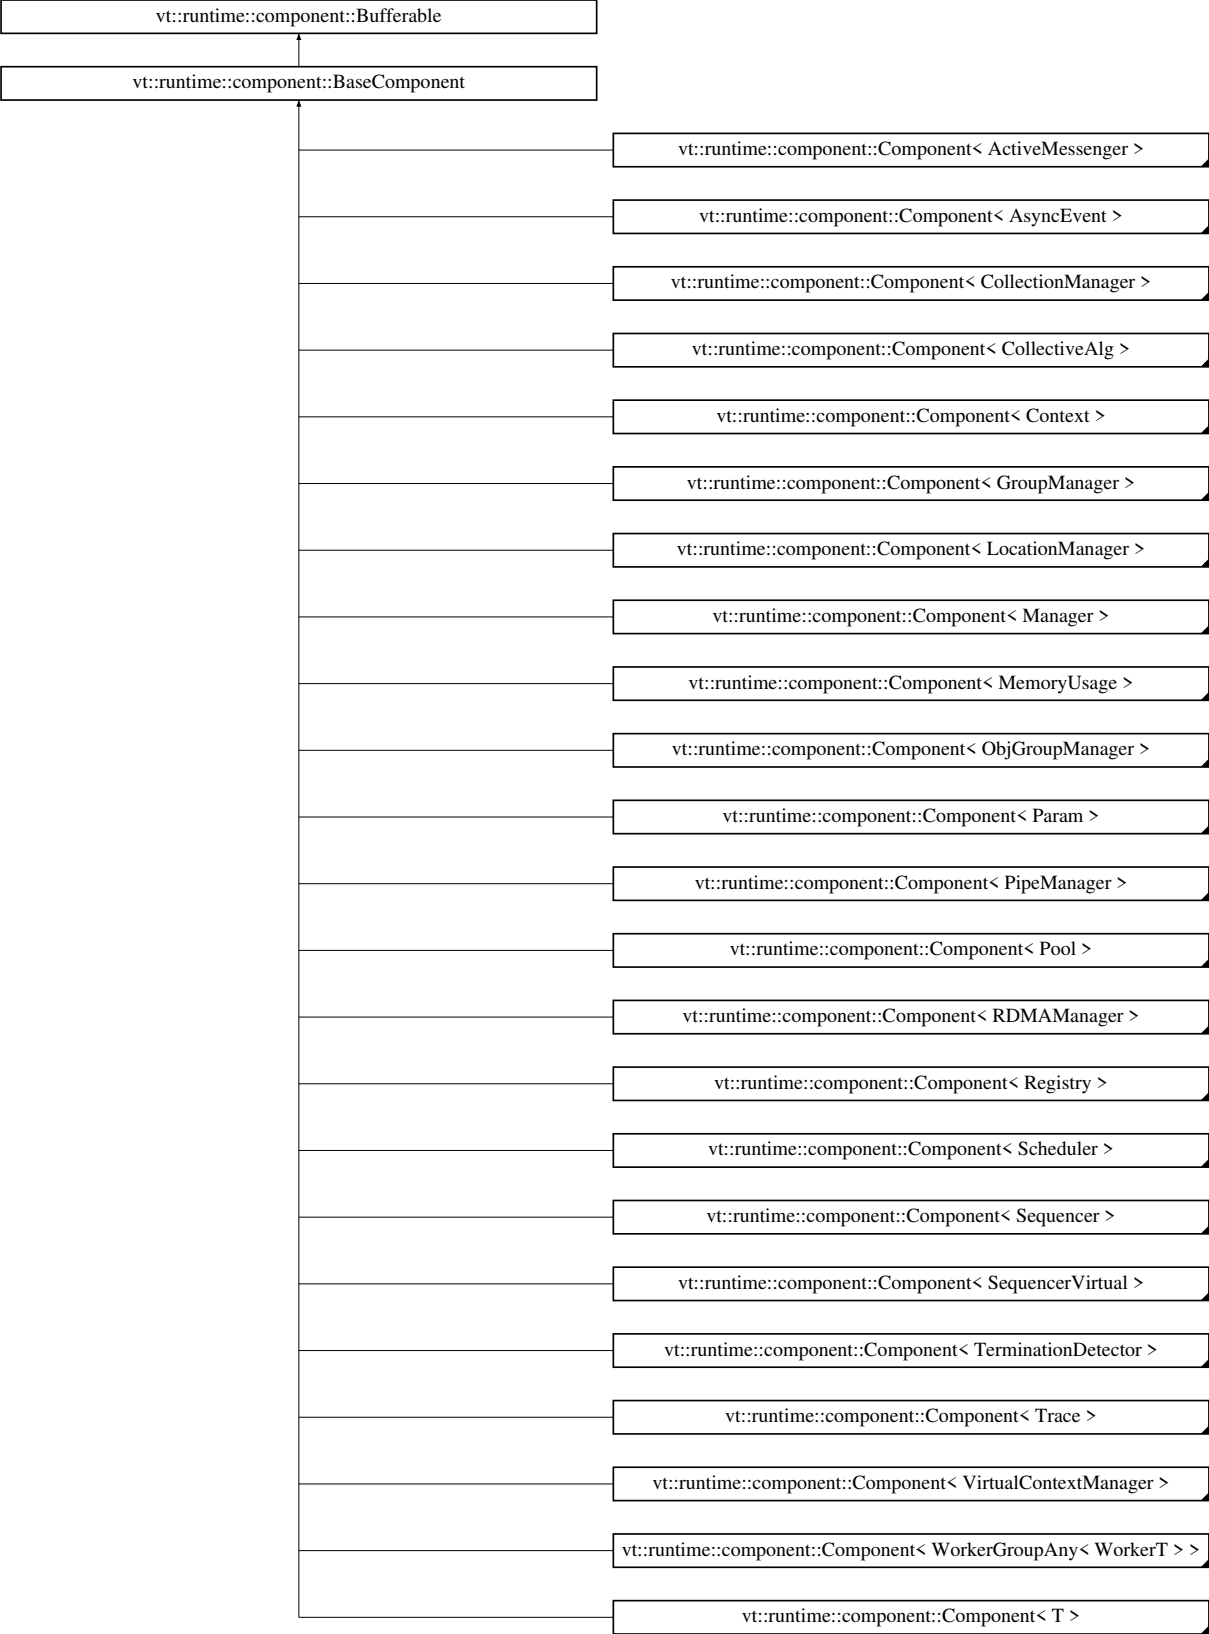 vt::runtime::component::Bufferable
vt::runtime::component::BaseComponent
vt::runtime::component::Component< ActiveMessenger >
vt::runtime::component::Component< AsyncEvent >
vt::runtime::component::Component< CollectionManager >
vt::runtime::component::Component< CollectiveAlg >
vt::runtime::component::Component< Context >
vt::runtime::component::Component< GroupManager >
vt::runtime::component::Component< LocationManager >
vt::runtime::component::Component< Manager >
vt::runtime::component::Component< MemoryUsage >
vt::runtime::component::Component< ObjGroupManager >
vt::runtime::component::Component< Param >
vt::runtime::component::Component< PipeManager >
vt::runtime::component::Component< Pool >
vt::runtime::component::Component< RDMAManager >
vt::runtime::component::Component< Registry >
vt::runtime::component::Component< Scheduler >
vt::runtime::component::Component< Sequencer >
vt::runtime::component::Component< SequencerVirtual >
vt::runtime::component::Component< TerminationDetector >
vt::runtime::component::Component< Trace >
vt::runtime::component::Component< VirtualContextManager >
vt::runtime::component::Component< WorkerGroupAny< WorkerT > >
vt::runtime::component::Component< T >